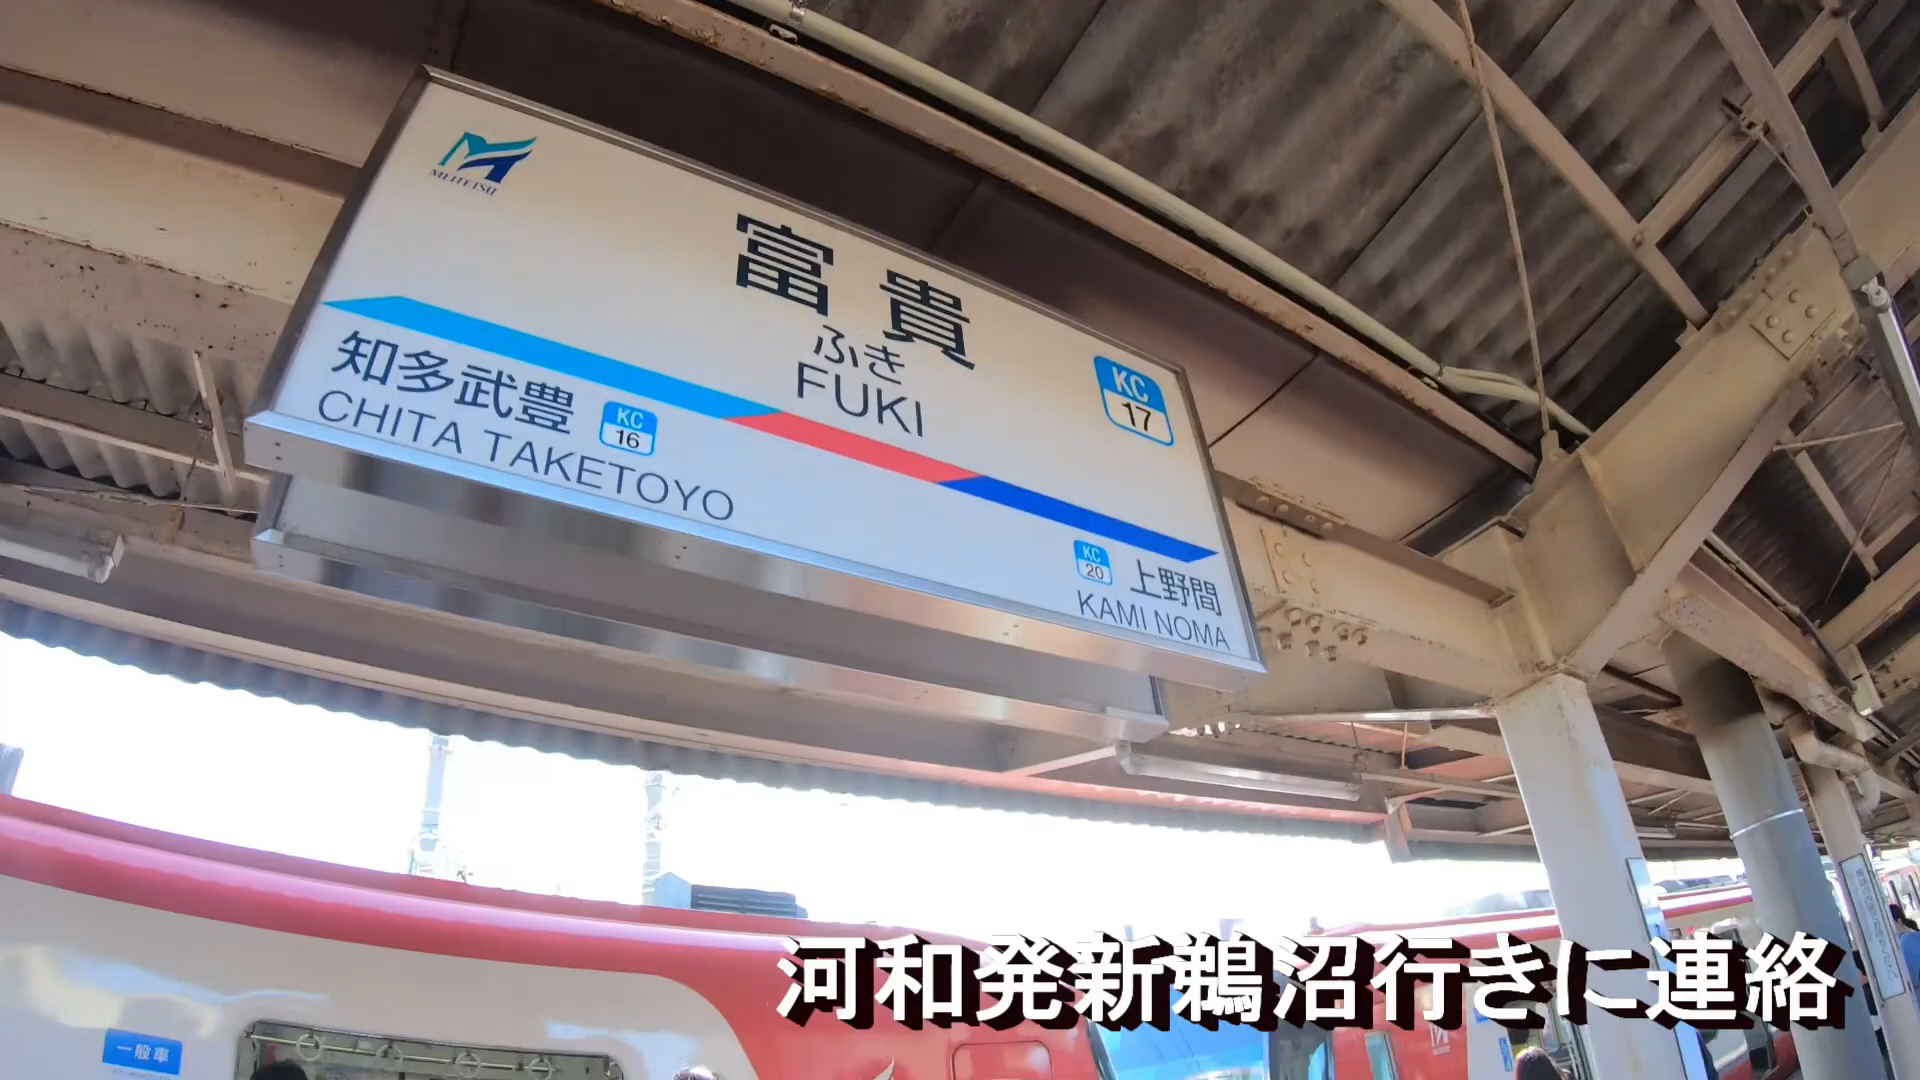 MEITETSU
富貴
ふき
FUKI
KC
17
知多武豊
KC
16
CHITA TAKETOYO
KC
20
上野間
KAMI NOMA
河和発新鵜沼行きに連絡
一般車